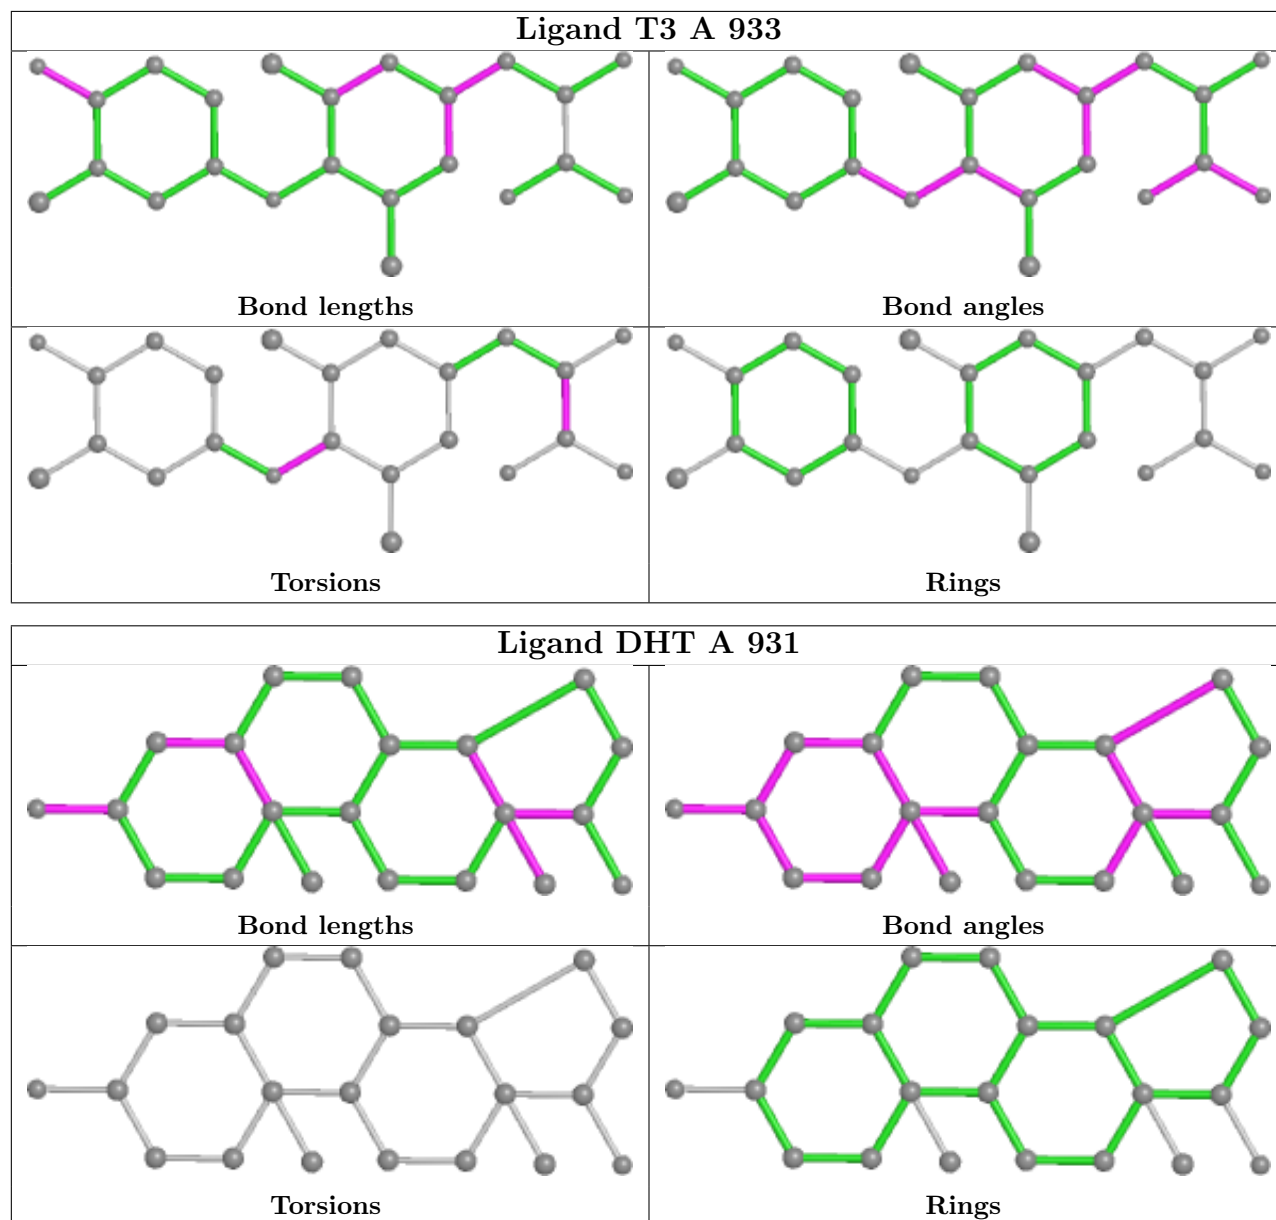 Ligand T3 A 933
Bond lengths
Bond angles
Torsions
Rings
Ligand DHT A 931
Bond lengths
Bond angles
Torsions
Rings